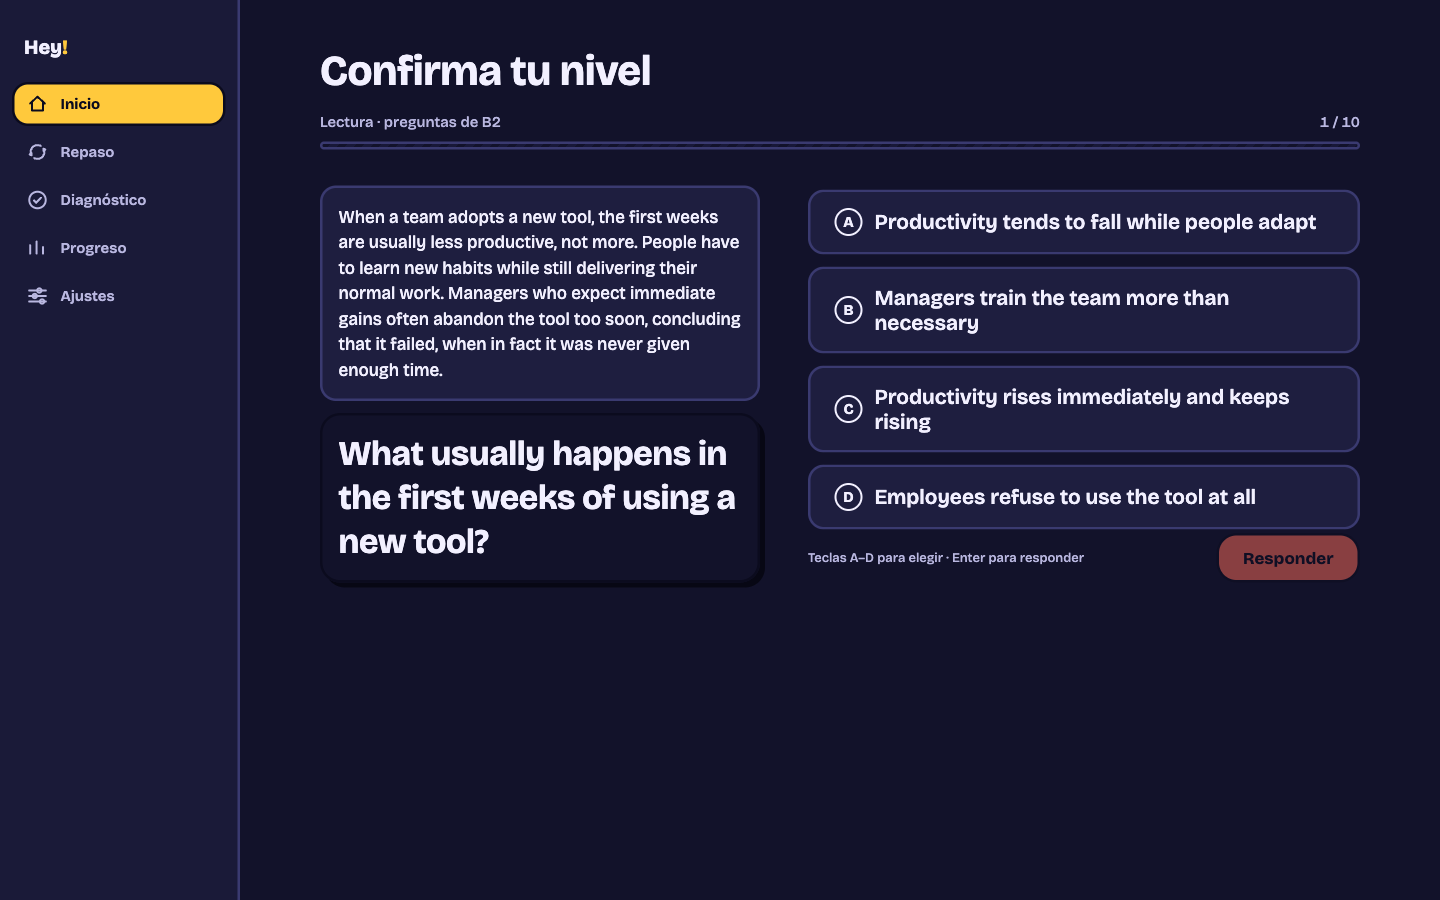 Hey!
Inicio
Repaso
Diagnóstico
Progreso
Ajustes
Confirma tu nivel
Lectura · preguntas de B2
1 / 10
When a team adopts a new tool, the first weeks
are usually less productive, not more. People have
to learn new habits while still delivering their
normal work. Managers who expect immediate
gains often abandon the tool too soon, concluding
that it failed, when in fact it was never given
enough time.
What usually happens in
the first weeks of using a
new tool?
A Productivity tends to fall while people adapt
B Managers train the team more than
necessary
C Productivity rises immediately and keeps
rising
D Employees refuse to use the tool at all
Teclas A–D para elegir · Enter para responder
Responder